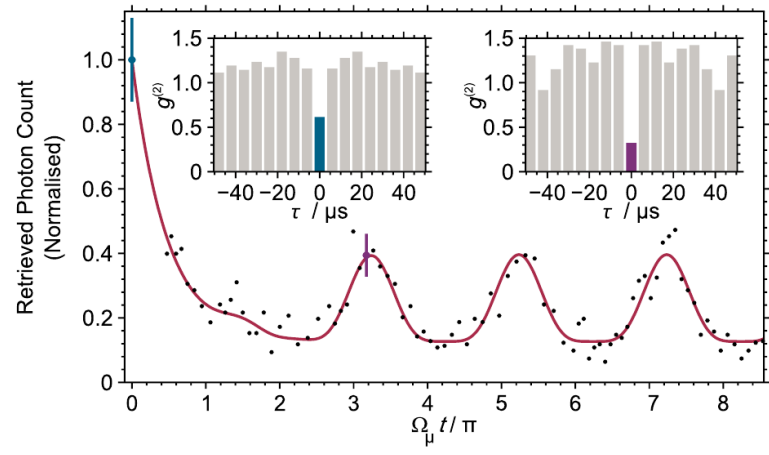 1.0
0.8
0.6
0.4
0.2
0
Retrieved Photon Count
(Normalised)
0 1 2 3 4 5 6 7 8
Ωμ t / π
1.5
1.0
0.5
0
g(2)
−40 −20 0 20 40
τ / μs
1.5
1.0
0.5
0
g(2)
−40 −20 0 20 40
τ / μs